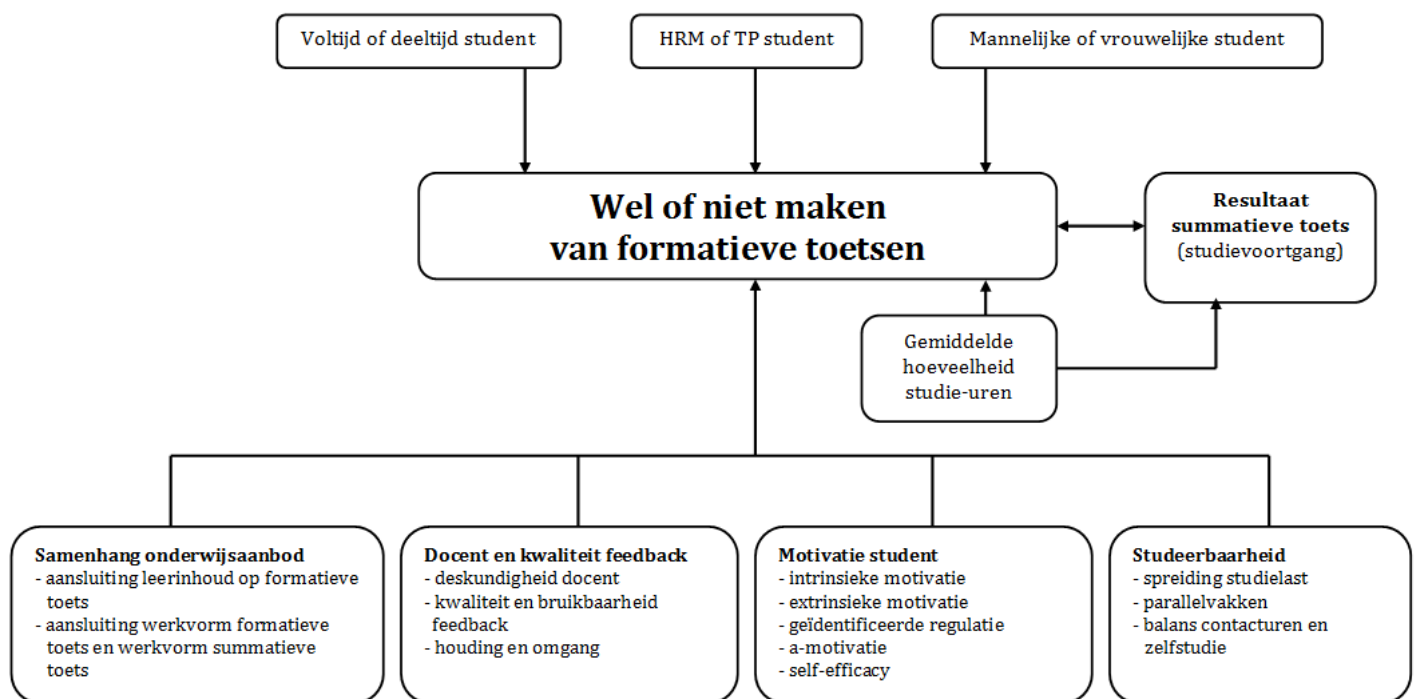 Voltijd of deeltijd student
HRM of TP student
Mannelijke of vrouwelijke student
Wel of niet maken
van formatieve toetsen
Resultaat
summatieve toets
(studievoortgang)
Gemiddelde
hoeveelheid
studie-uren
Samenhang onderwijsaanbod
- aansluiting leerinhoud op formatieve
toets
- aansluiting werkvorm formatieve
toets en werkvorm summatieve
toets
Docent en kwaliteit feedback
- deskundigheid docent
- kwaliteit en bruikbaarheid
feedback
- houding en omgang
Motivatie student
- intrinsieke motivatie
- extrinsieke motivatie
- geïdentificeerde regulatie
- a-motivatie
- self-efficacy
Studeerbaarheid
- spreiding studielast
- parallelvakken
- balans contacturen en
zelfstudie